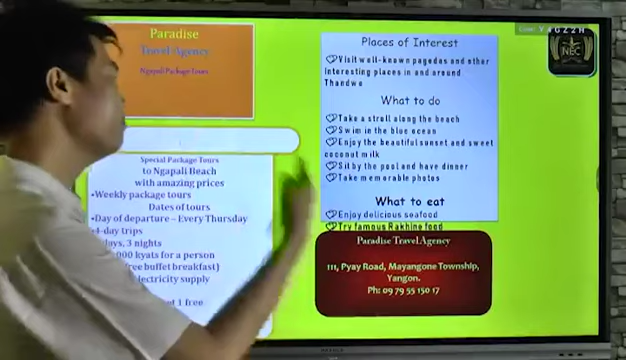 Paradise
Travel Agency
Ngapali Package Tours
Special Package Tours
to Ngapali Beach
with amazing prices
•Weekly package tours
Dates of tours
•Day of departure – Every Thursday
4-day trips
days, 3 nights
000 kyats for a person
free buffet breakfast)
electricity supply
1 free
Places of Interest
Visit well-known pagodas and other
interesting places in and around
Thandwe
What to do
Take a stroll along the beach
Swim in the blue ocean
Enjoy the beautiful sunset and sweet
coconut milk
Sit by the pool and have dinner
Take memorable photos
What to eat
Enjoy delicious seafood
Try famous Rakhine food
Paradise Travel Agency
111, Pyay Road, Mayangone Township,
Yangon.
Ph: 09 79 55 150 17
NEC